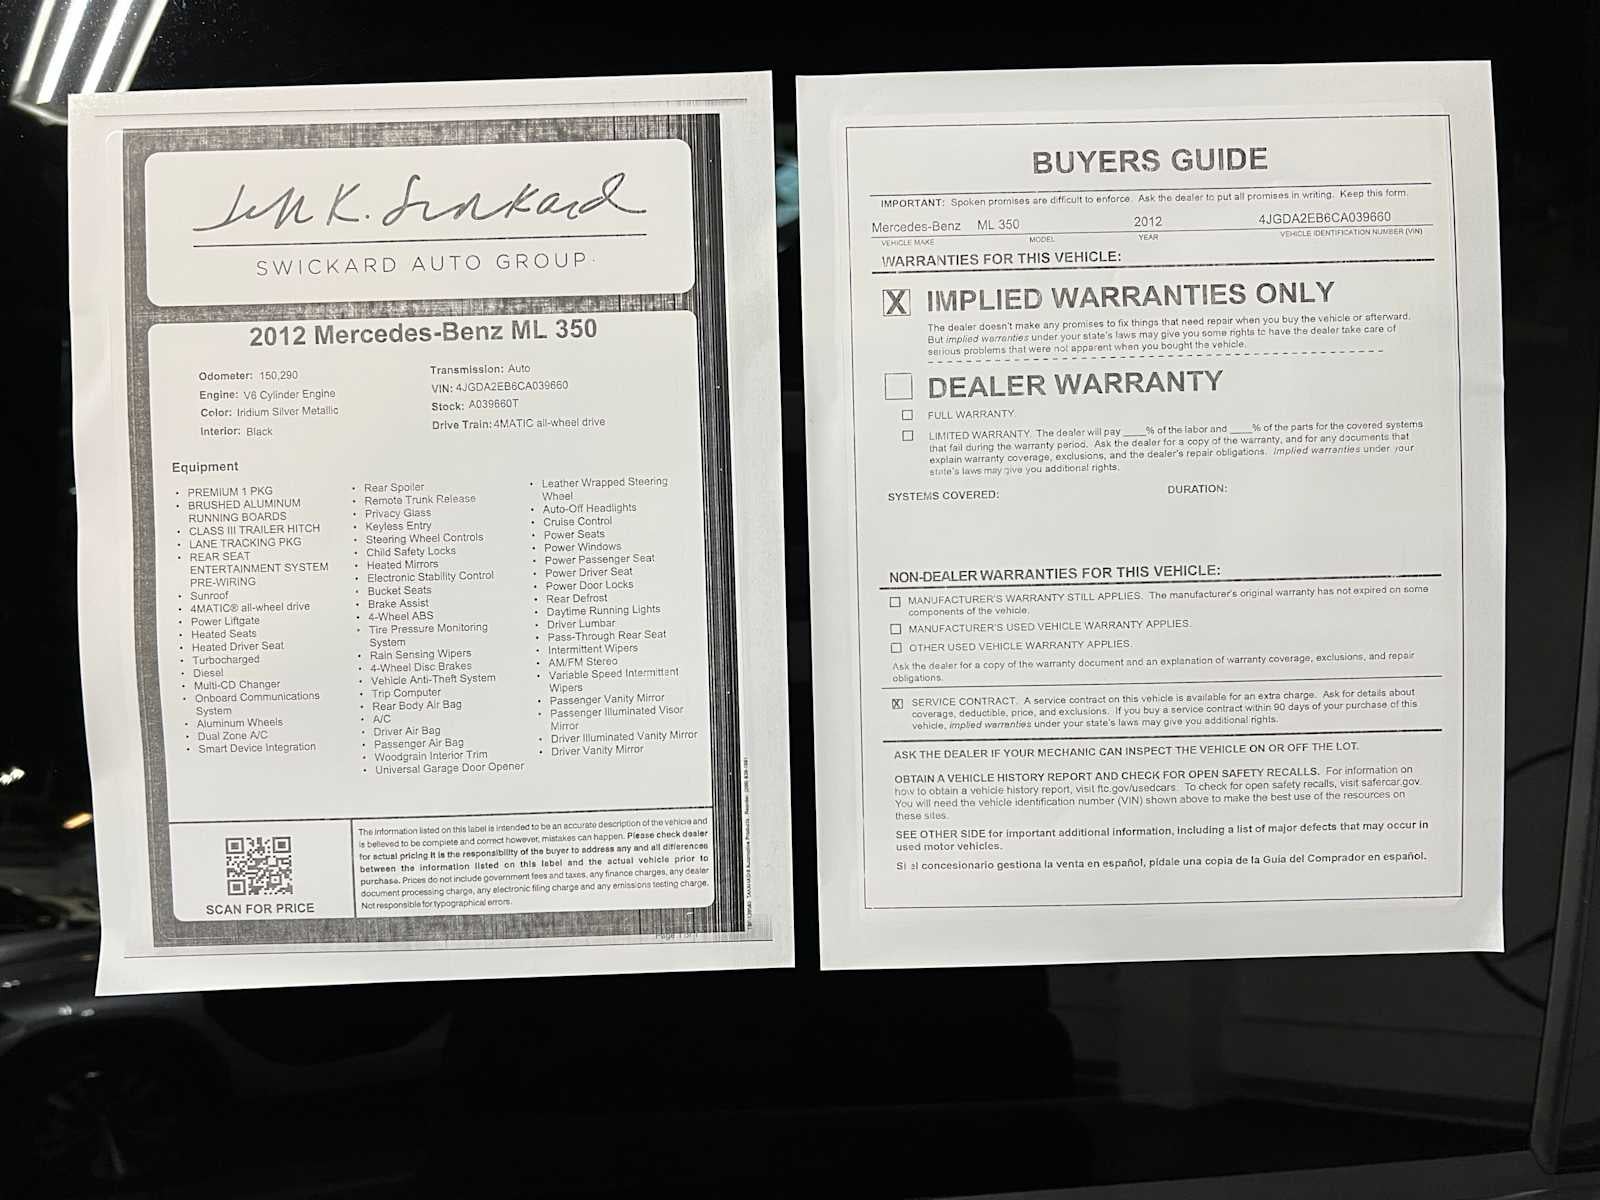 Jeff K. Swickard
SWICKARD AUTO GROUP.
2012 Mercedes-Benz ML 350
Odometer: 150,290
Engine: V6 Cylinder Engine
Color: Iridium Silver Metallic
Interior: Black
Transmission: Auto
VIN: 4JGDA2EB6CA039660
Stock: A039660T
Drive Train: 4MATIC all-wheel drive
Equipment
• PREMIUM 1 PKG
• BRUSHED ALUMINUM
RUNNING BOARDS
• CLASS III TRAILER HITCH
• LANE TRACKING PKG
• REAR SEAT
ENTERTAINMENT SYSTEM
PRE-WIRING
• Sunroof
• 4MATIC® all-wheel drive
• Power Liftgate
• Heated Seats
• Heated Driver Seat
• Turbocharged
• Diesel
• Multi-CD Changer
• Onboard Communications
System
• Aluminum Wheels
• Dual Zone A/C
• Smart Device Integration
• Rear Spoiler
• Remote Trunk Release
• Privacy Glass
• Keyless Entry
• Steering Wheel Controls
• Child Safety Locks
• Heated Mirrors
• Electronic Stability Control
• Bucket Seats
• Brake Assist
• 4-Wheel ABS
• Tire Pressure Monitoring
System
• Rain Sensing Wipers
• 4-Wheel Disc Brakes
• Vehicle Anti-Theft System
• Trip Computer
• Rear Body Air Bag
• A/C
• Driver Air Bag
• Passenger Air Bag
• Woodgrain Interior Trim
• Universal Garage Door Opener
• Leather Wrapped Steering
Wheel
• Auto-Off Headlights
• Cruise Control
• Power Seats
• Power Windows
• Power Passenger Seat
• Power Driver Seat
• Power Door Locks
• Rear Defrost
• Daytime Running Lights
• Driver Lumbar
• Pass-Through Rear Seat
• Intermittent Wipers
• AM/FM Stereo
• Variable Speed Intermittent
Wipers
• Passenger Vanity Mirror
• Passenger Illuminated Visor
Mirror
• Driver Illuminated Vanity Mirror
• Driver Vanity Mirror
SCAN FOR PRICE
The information listed on this label is intended to be an accurate description of the vehicle and
is believed to be complete and correct however, mistakes can happen. Please check dealer
for actual pricing It is the responsibility of the buyer to address any and all differences
between the information listed on this label and the actual vehicle prior to
purchase. Prices do not include government fees and taxes, any finance charges, any dealer
document processing charge, any electronic filing charge and any emissions testing charge.
Not responsible for typographical errors.
Page 1 of 1
BUYERS GUIDE
IMPORTANT: Spoken promises are difficult to enforce. Ask the dealer to put all promises in writing. Keep this form.
Mercedes-Benz ML 350 2012 4JGDA2EB6CA039660
VEHICLE MAKE MODEL YEAR VEHICLE IDENTIFICATION NUMBER (VIN)
WARRANTIES FOR THIS VEHICLE:
X IMPLIED WARRANTIES ONLY
The dealer doesn't make any promises to fix things that need repair when you buy the vehicle or afterward.
But implied warranties under your state's laws may give you some rights to have the dealer take care of
serious problems that were not apparent when you bought the vehicle.
DEALER WARRANTY
FULL WARRANTY.
LIMITED WARRANTY. The dealer will pay ____% of the labor and ____% of the parts for the covered systems
that fail during the warranty period. Ask the dealer for a copy of the warranty, and for any documents that
explain warranty coverage, exclusions, and the dealer's repair obligations. Implied warranties under your
state's laws may give you additional rights.
SYSTEMS COVERED: DURATION:
NON-DEALER WARRANTIES FOR THIS VEHICLE:
MANUFACTURER'S WARRANTY STILL APPLIES. The manufacturer's original warranty has not expired on some
components of the vehicle.
MANUFACTURER'S USED VEHICLE WARRANTY APPLIES.
OTHER USED VEHICLE WARRANTY APPLIES.
Ask the dealer for a copy of the warranty document and an explanation of warranty coverage, exclusions, and repair
obligations.
X SERVICE CONTRACT. A service contract on this vehicle is available for an extra charge. Ask for details about
coverage, deductible, price, and exclusions. If you buy a service contract within 90 days of your purchase of this
vehicle, implied warranties under your state's laws may give you additional rights.
ASK THE DEALER IF YOUR MECHANIC CAN INSPECT THE VEHICLE ON OR OFF THE LOT.
OBTAIN A VEHICLE HISTORY REPORT AND CHECK FOR OPEN SAFETY RECALLS. For information on
how to obtain a vehicle history report, visit ftc.gov/usedcars. To check for open safety recalls, visit safercar.gov.
You will need the vehicle identification number (VIN) shown above to make the best use of the resources on
these sites.
SEE OTHER SIDE for important additional information, including a list of major defects that may occur in
used motor vehicles.
Si el concesionario gestiona la venta en español, pídale una copia de la Guía del Comprador en español.